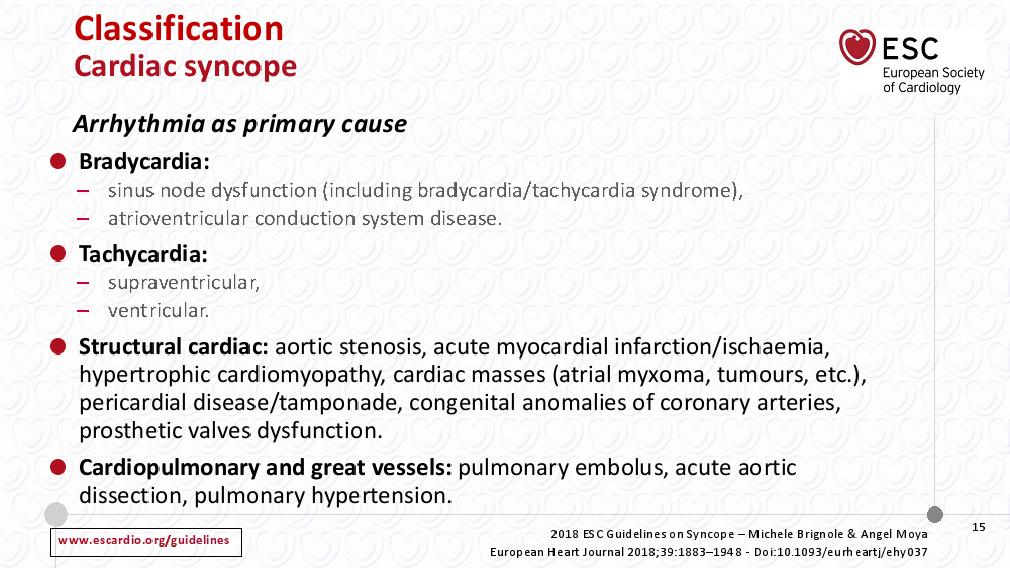 Classification
Cardiac syncope
ESC
European Society
of Cardiology
Arrhythmia as primary cause
● Bradycardia:
– sinus node dysfunction (including bradycardia/tachycardia syndrome),
– atrioventricular conduction system disease.
● Tachycardia:
– supraventricular,
– ventricular.
● Structural cardiac: aortic stenosis, acute myocardial infarction/ischaemia,
hypertrophic cardiomyopathy, cardiac masses (atrial myxoma, tumours, etc.),
pericardial disease/tamponade, congenital anomalies of coronary arteries,
prosthetic valves dysfunction.
● Cardiopulmonary and great vessels: pulmonary embolus, acute aortic
dissection, pulmonary hypertension.
www.escardio.org/guidelines
2018 ESC Guidelines on Syncope – Michele Brignole & Angel Moya
European Heart Journal 2018;39:1883–1948 - Doi:10.1093/eurheartj/ehy037
15